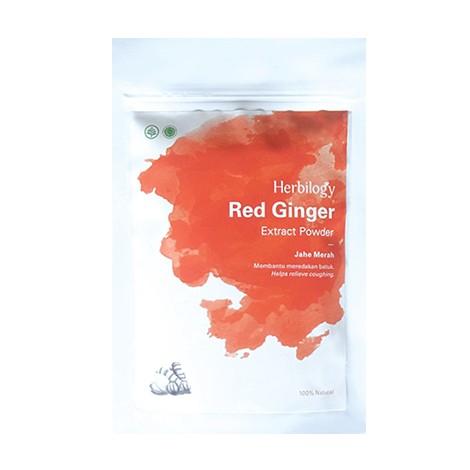 Herbilogy
Red Ginger
Extract Powder
Jahe Merah
Membantu meredakan batuk.
Helps relieve coughing.
100% Natural